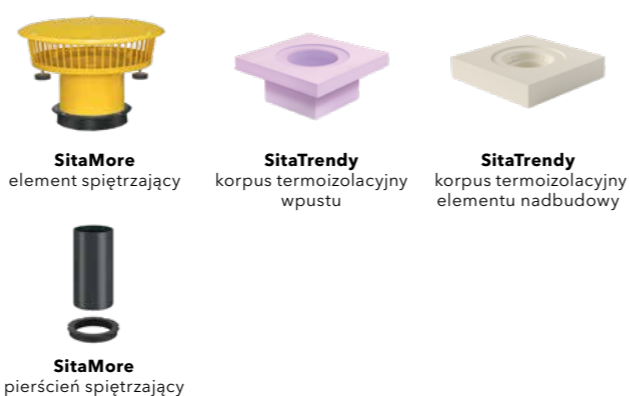 SitaMore
element spiętrzający
SitaTrendy
korpus termoizolacyjny
wpustu
SitaTrendy
korpus termoizolacyjny
elementu nadbudowy
SitaMore
pierścień spiętrzający